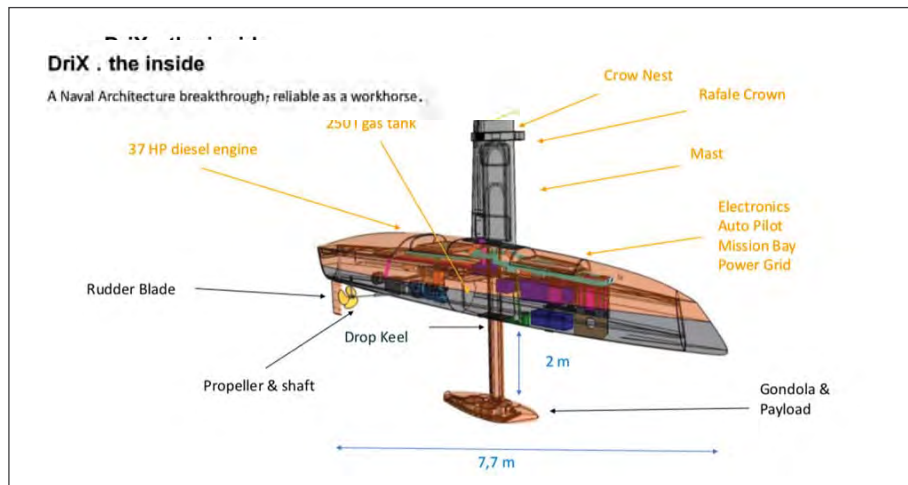 DriX . the inside
A Naval Architecture breakthrough; reliable as a workhorse.
Crow Nest
Rafale Crown
250 l gas tank
37 HP diesel engine
Mast
Electronics
Auto Pilot
Mission Bay
Power Grid
Rudder Blade
Drop Keel
2 m
Propeller & shaft
Gondola &
Payload
7,7 m